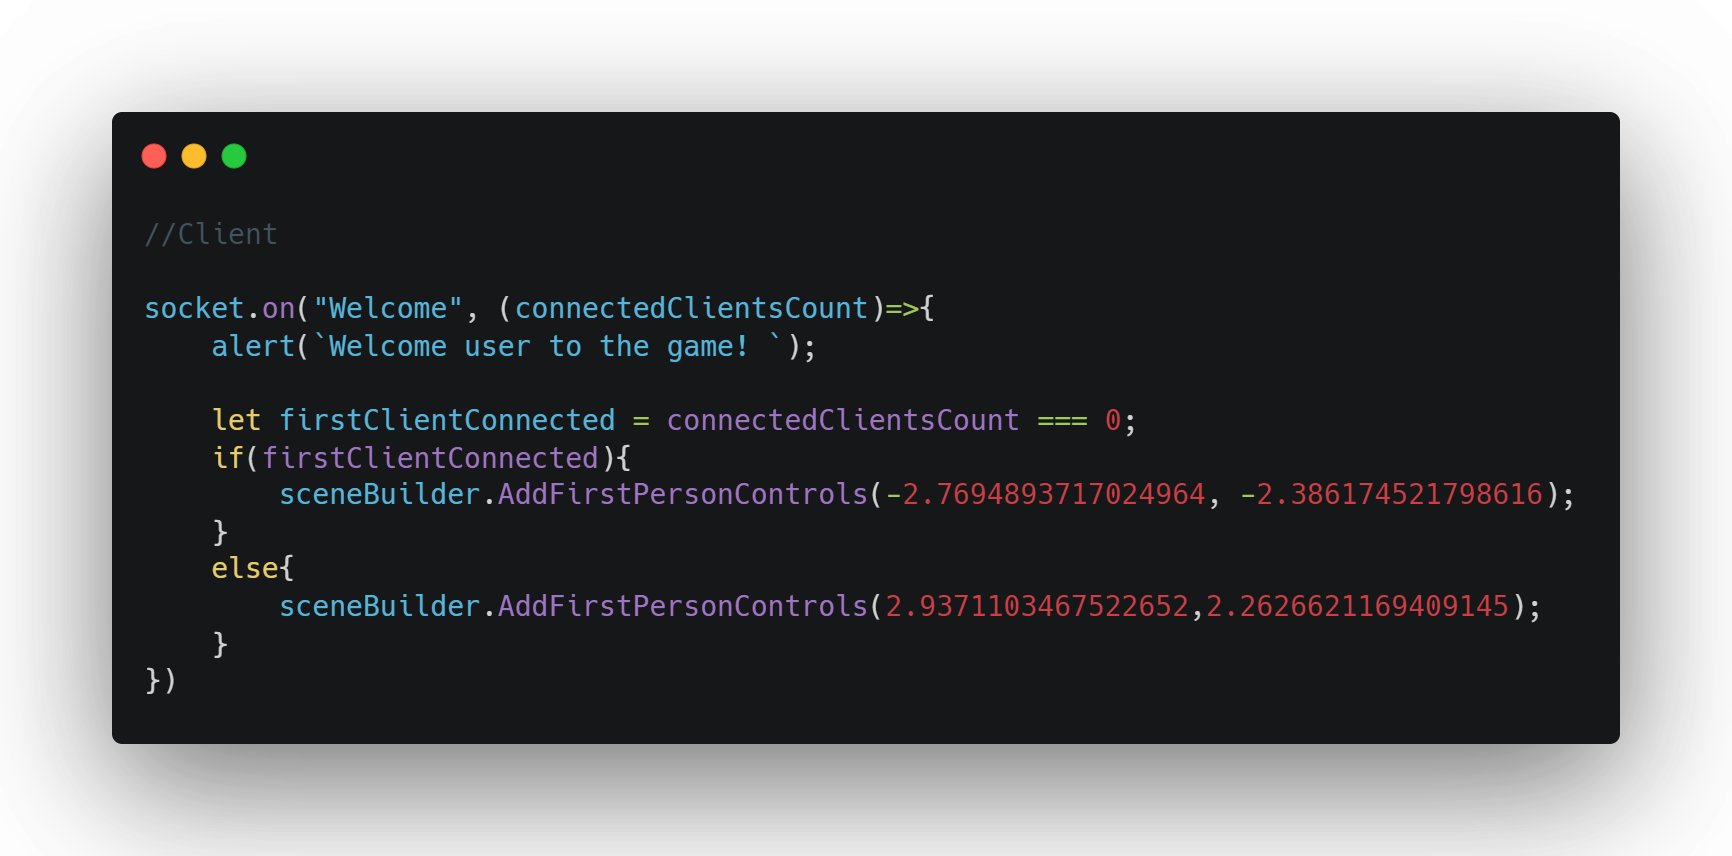 //Client
socket.on("Welcome", (connectedClientsCount)=>{
alert(`Welcome user to the game! `);
let firstClientConnected = connectedClientsCount === 0;
if(firstClientConnected){
sceneBuilder.AddFirstPersonControls(-2.7694893717024964, -2.386174521798616);
}
else{
sceneBuilder.AddFirstPersonControls(2.9371103467522652,2.2626621169409145);
}
})